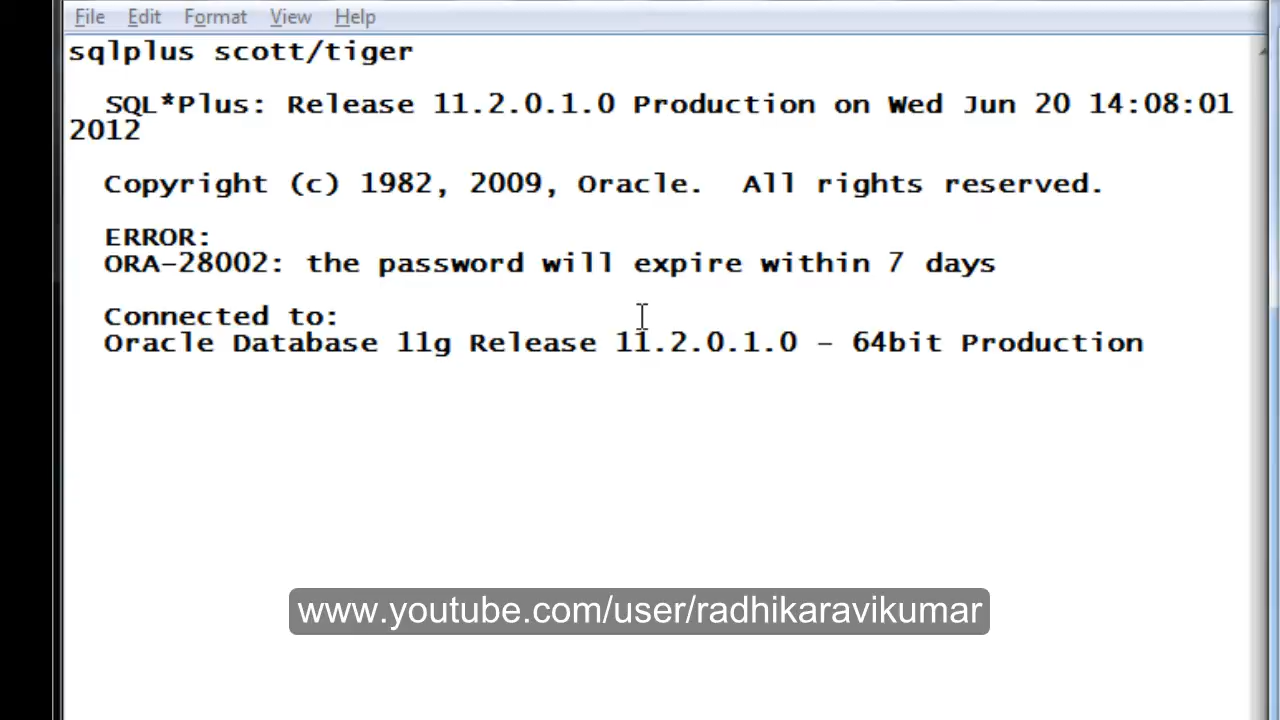 File Edit Format View Help
sqlplus scott/tiger
SQL*Plus: Release 11.2.0.1.0 Production on Wed Jun 20 14:08:01
2012
Copyright (c) 1982, 2009, Oracle.  All rights reserved.
ERROR:
ORA-28002: the password will expire within 7 days
Connected to:
Oracle Database 11g Release 11.2.0.1.0 - 64bit Production
www.youtube.com/user/radhikaravikumar